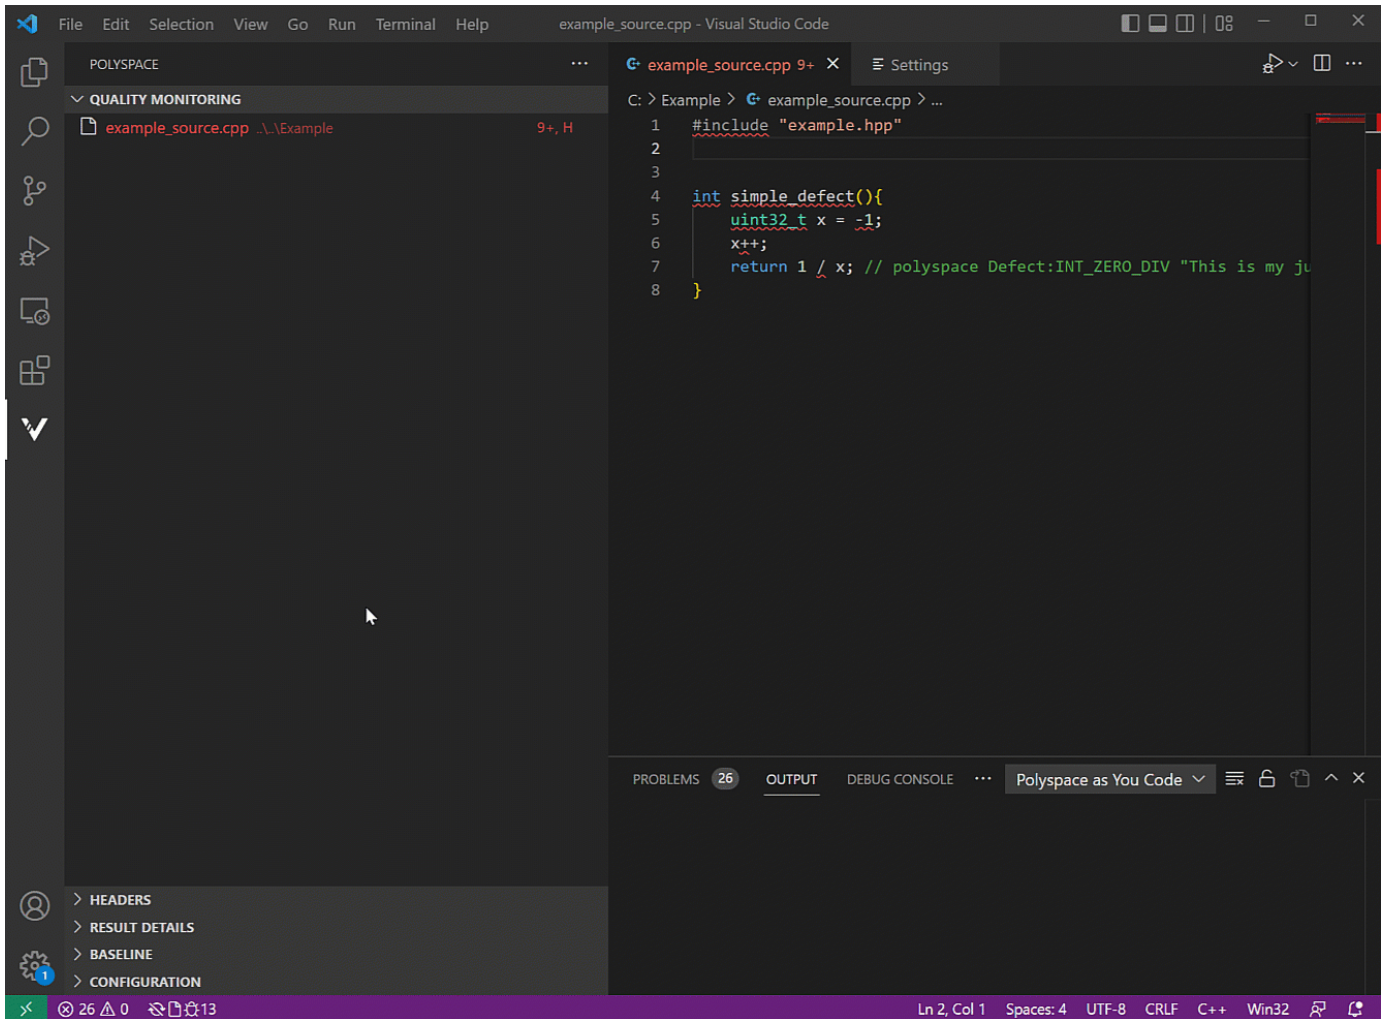 File Edit Selection View Go Run Terminal Help example_source.cpp - Visual Studio Code
POLYSPACE
QUALITY MONITORING
example_source.cpp ..\..\Example 9+, H
example_source.cpp 9+ Settings
C: > Example > example_source.cpp > ...
1 #include "example.hpp"
2
3
4 int simple_defect(){
5 uint32_t x = -1;
6 x++;
7 return 1 / x; // polyspace Defect:INT_ZERO_DIV "This is my ju
8 }
PROBLEMS 26 OUTPUT DEBUG CONSOLE ... Polyspace as You Code
HEADERS
RESULT DETAILS
BASELINE
CONFIGURATION
1
26 0 13 Ln 2, Col 1 Spaces: 4 UTF-8 CRLF C++ Win32